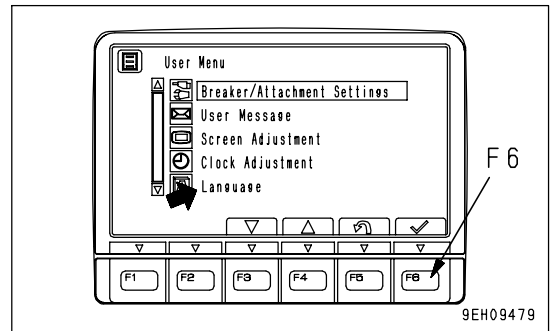 User Menu
Breaker/Attachment Settings
User Message
Screen Adjustment
Clock Adjustment
Language
F6
F1 F2 F3 F4 F5 F6
9EH09479